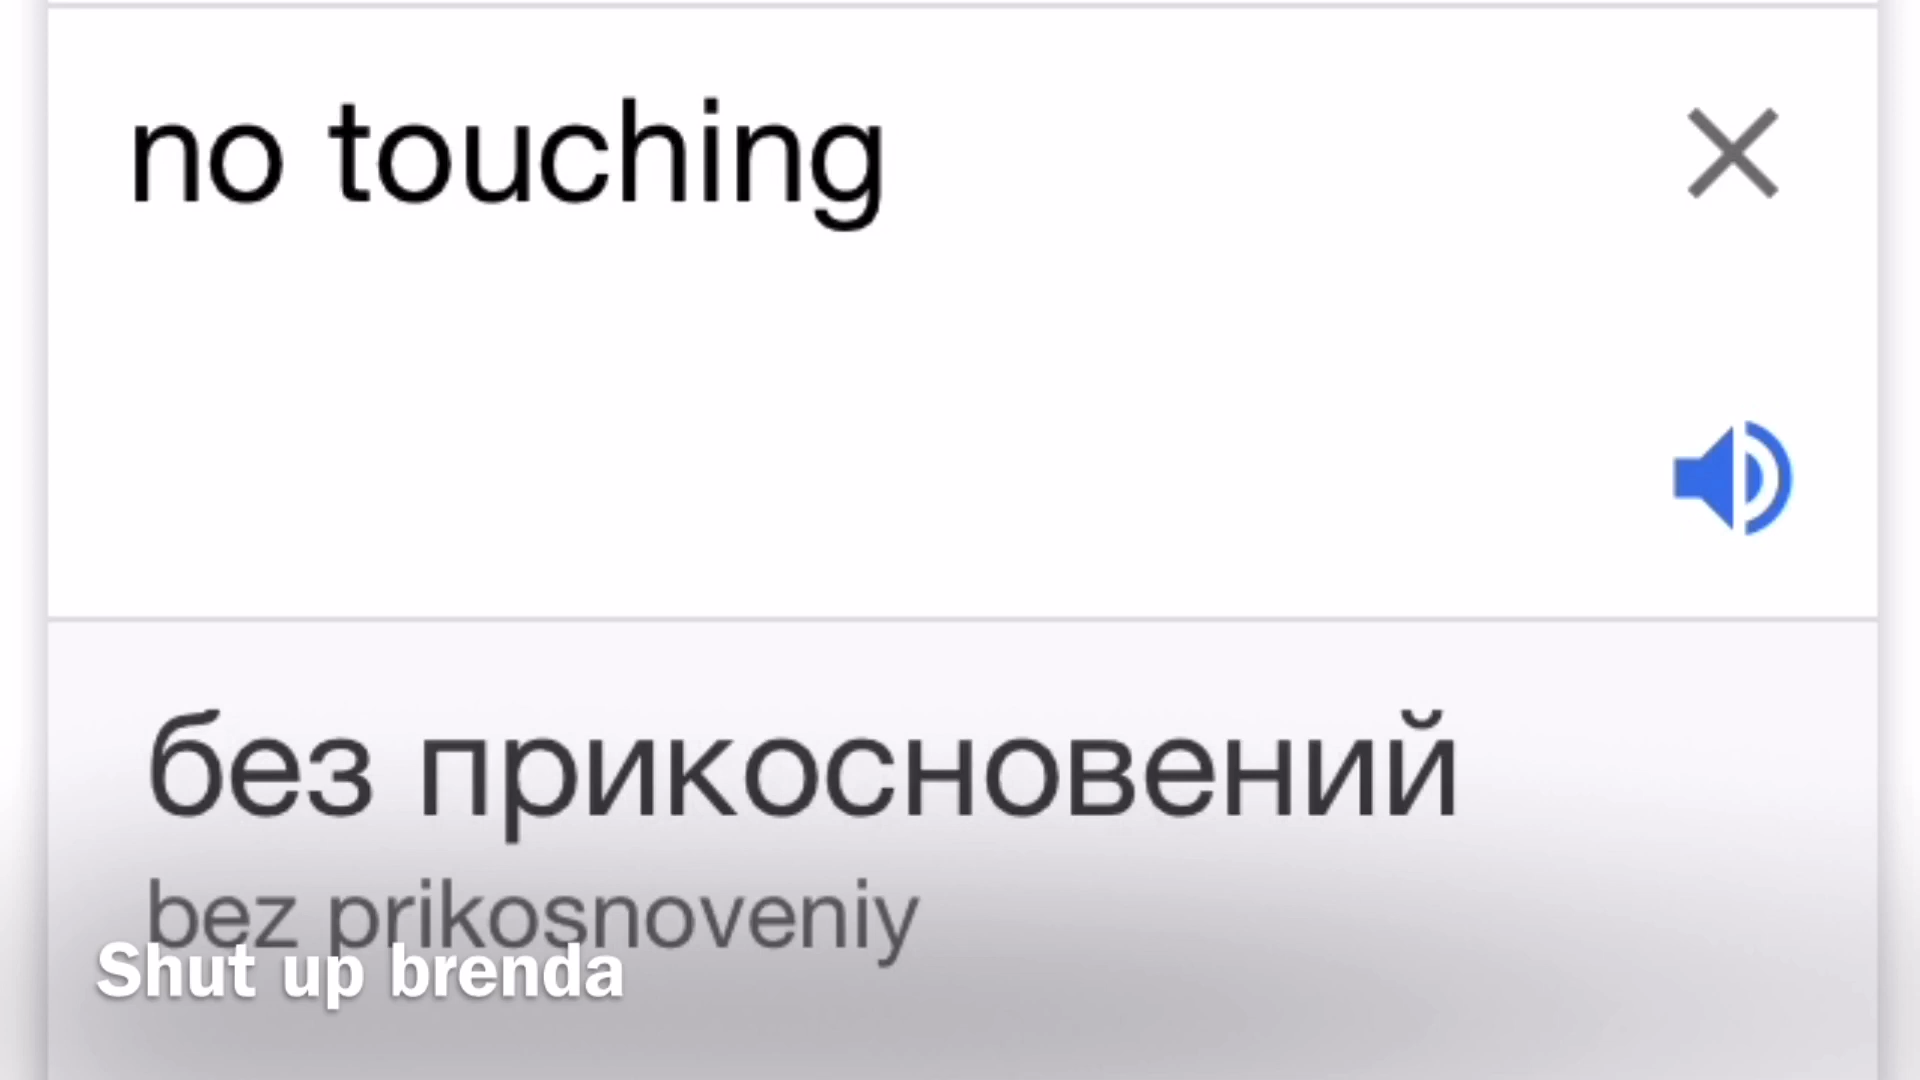 no touching
без прикосновений
bez prikosnoveniy
Shut up brenda